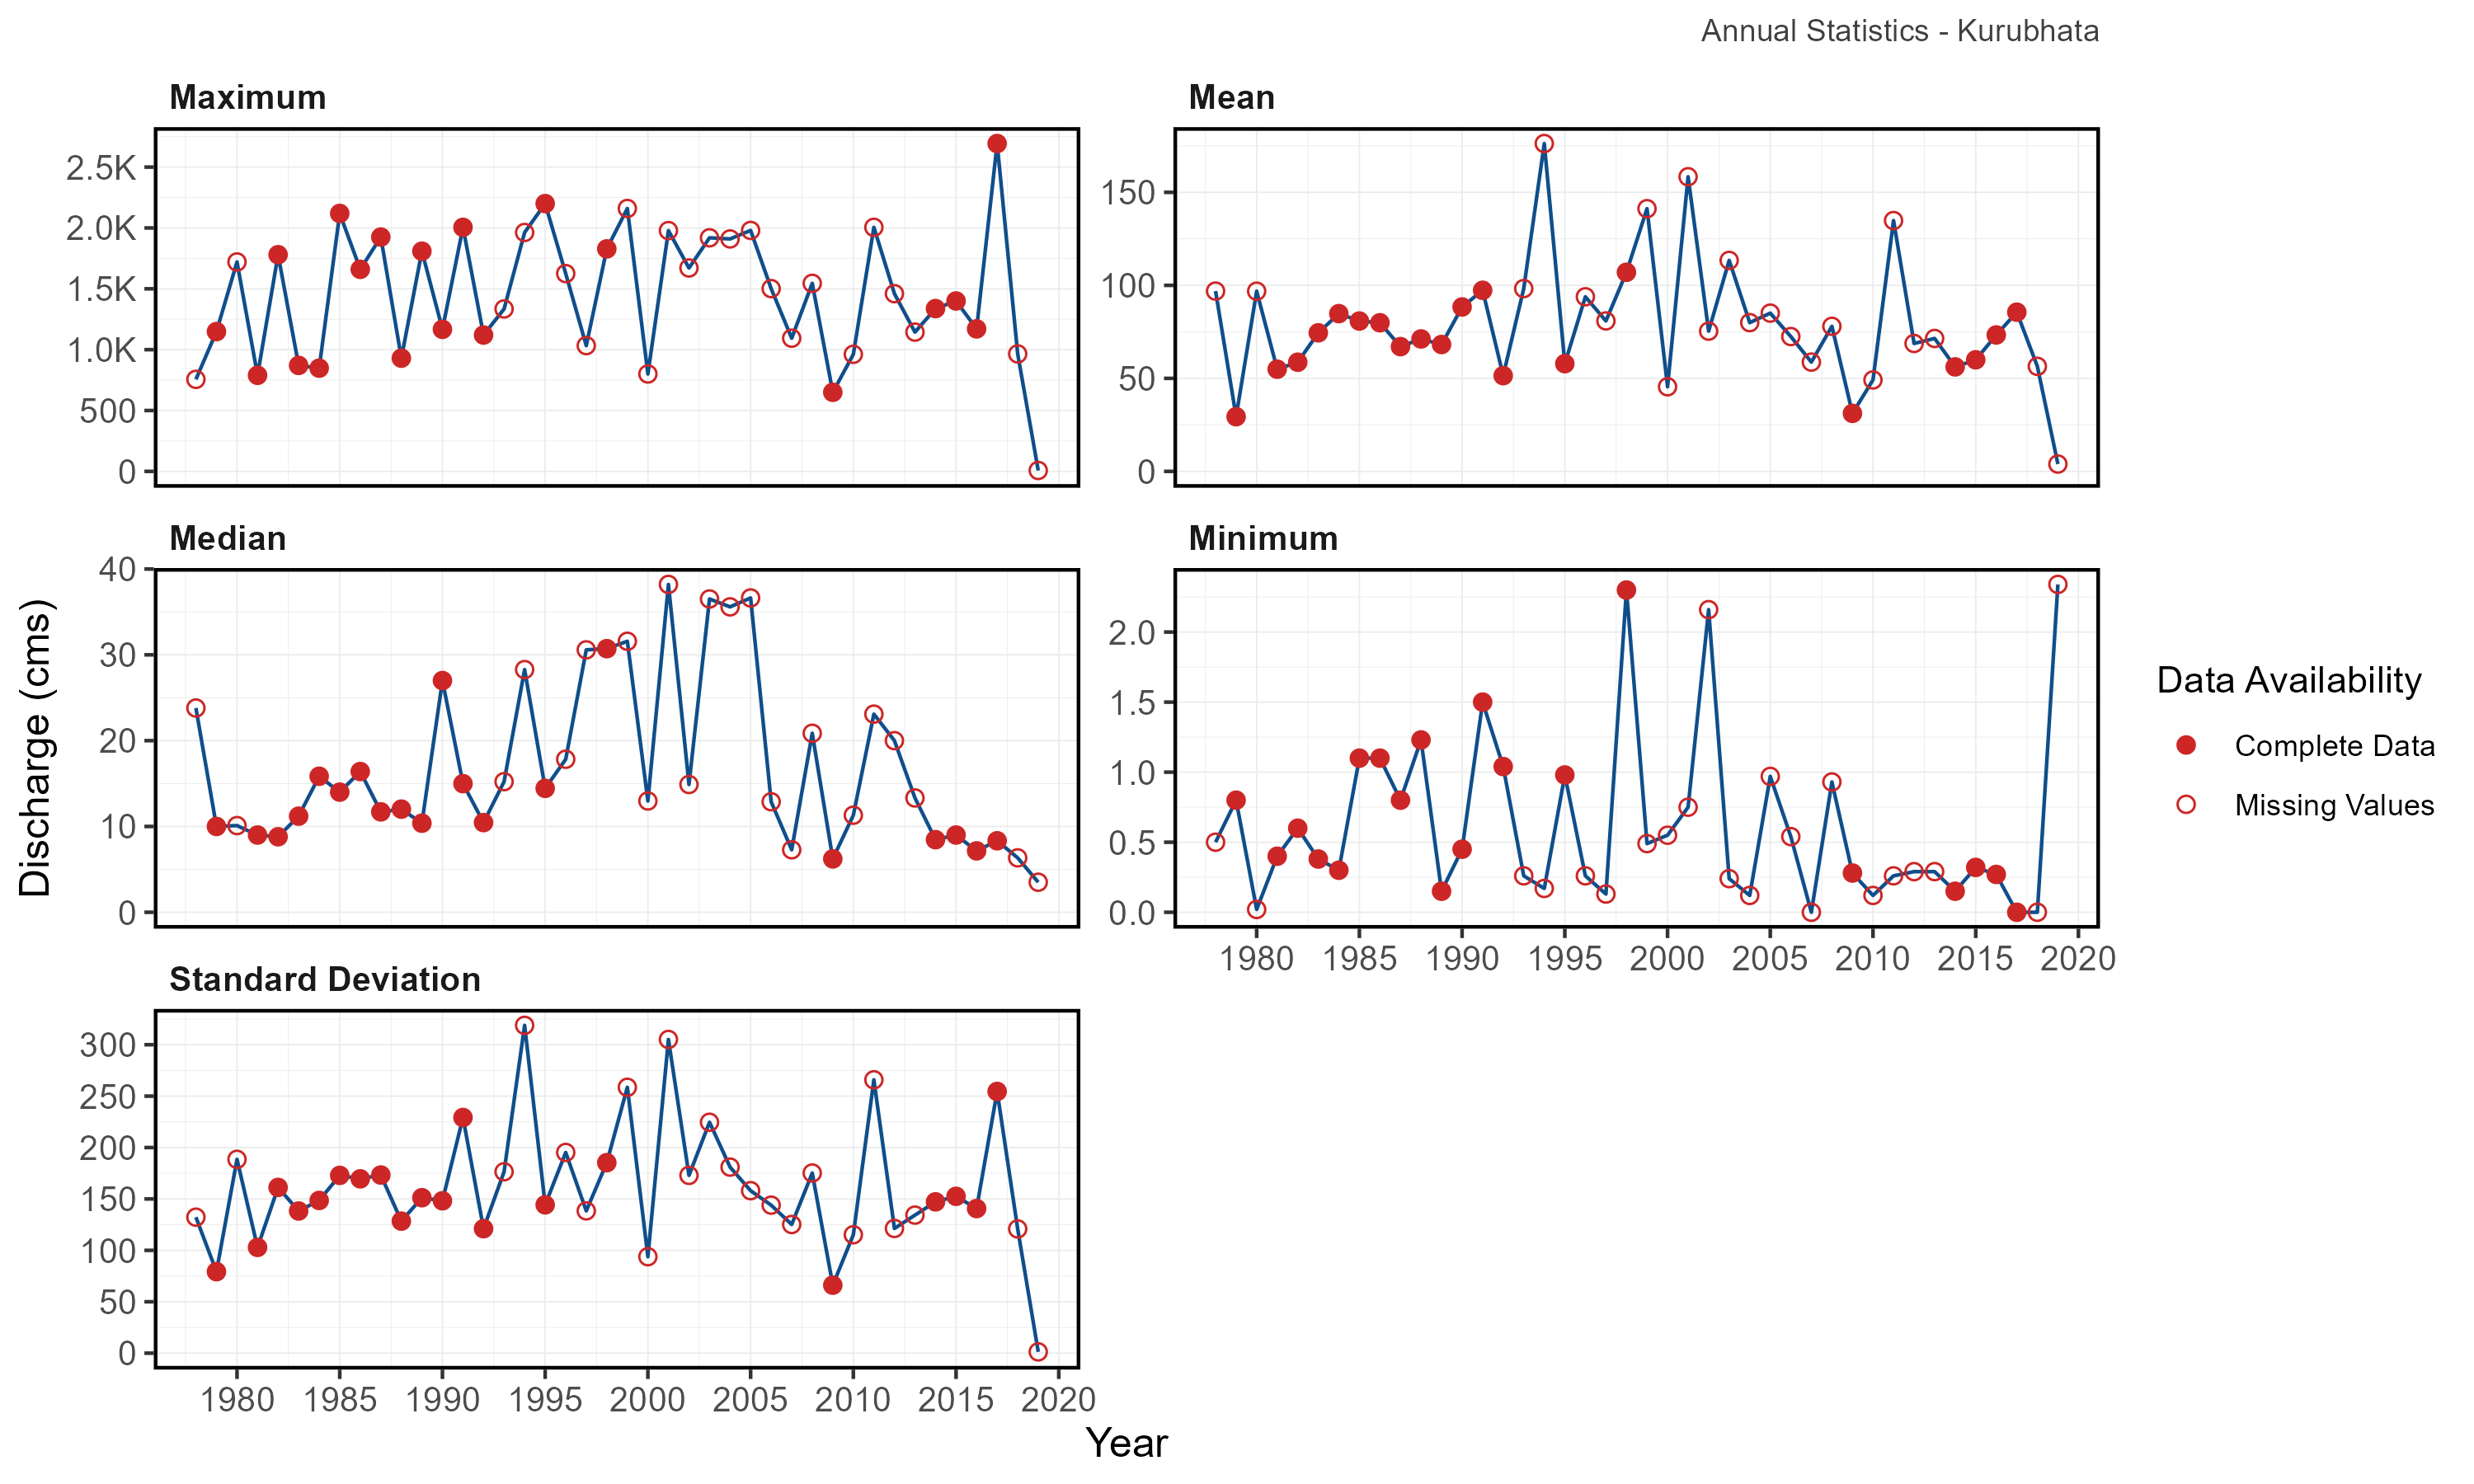 Annual Statistics - Kurubhata
Maximum
2.5K
2.0K
1.5K
1.0K
500
0
Mean
150
100
50
0
Discharge (cms)
Median
40
30
20
10
0
Minimum
2.0
1.5
1.0
0.5
0.0
1980 1985 1990 1995 2000 2005 2010 2015 2020
Data Availability
Complete Data
Missing Values
Standard Deviation
300
250
200
150
100
50
0
1980 1985 1990 1995 2000 2005 2010 2015 2020
Year